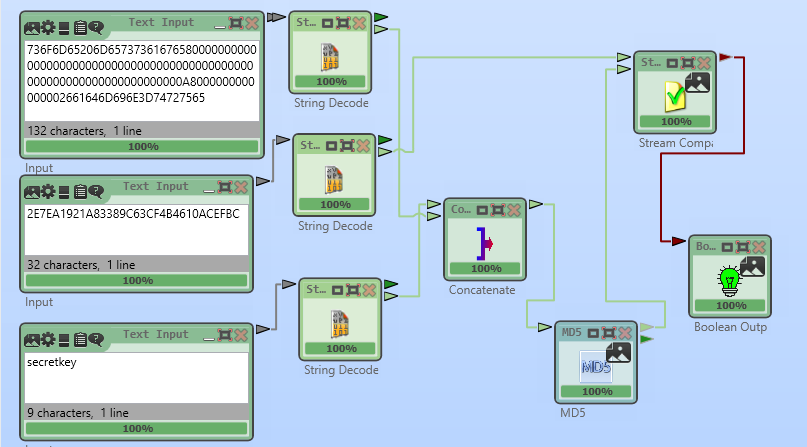 Text Input
736F6D65206D65737361676580000000000
00000000000000000000000000000000000
000000000000000000000000A8000000000
000002661646D696E3D74727565
132 characters, 1 line
100%
Input
Text Input
2E7EA1921A83389C63CF4B4610ACEFBC
32 characters, 1 line
100%
Input
Text Input
secretkey
9 characters, 1 line
100%
St...
100%
String Decode
St...
100%
String Decode
St...
100%
String Decode
Co...
100%
Concatenate
MD5
MD5
100%
MD5
St...
100%
Stream Compa
Bo...
100%
Boolean Outp